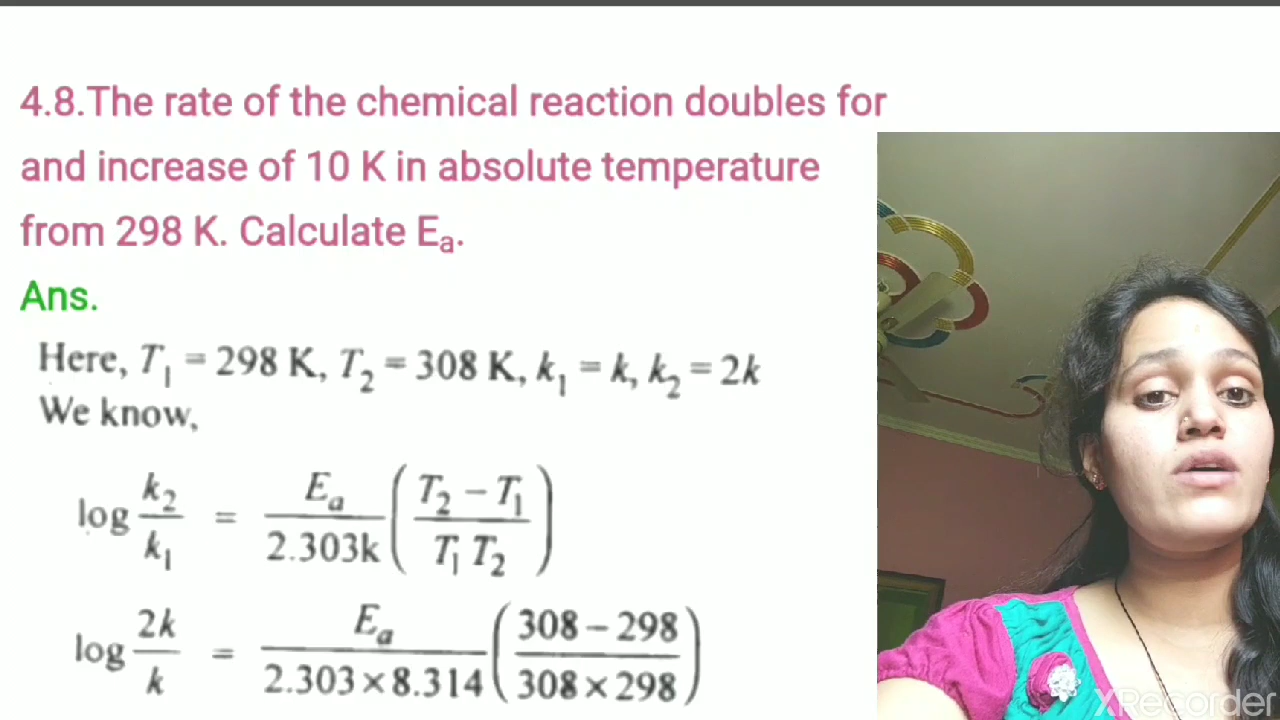 4.8.The rate of the chemical reaction doubles for
and increase of 10 K in absolute temperature
from 298 K. Calculate Eₐ.
Ans.
Here, T₁ = 298 K, T₂ = 308 K, k₁ = k, k₂ = 2k
We know,
log k₂/k₁ = Eₐ/2.303k (T₂ − T₁/T₁ T₂)
log 2k/k = Eₐ/2.303×8.314 (308 − 298/308 × 298)
XRecorder